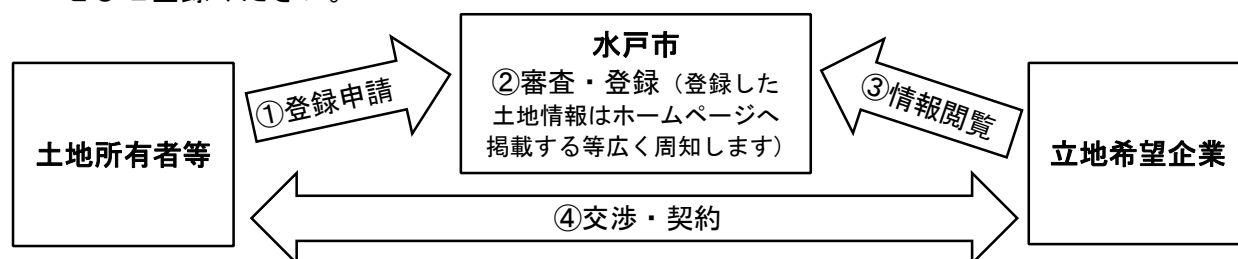 水戸市
②審査・登録（登録した
土地情報はホームページへ
掲載する等広く周知します）
①登録申請
③情報閲覧
土地所有者等
立地希望企業
④交渉・契約